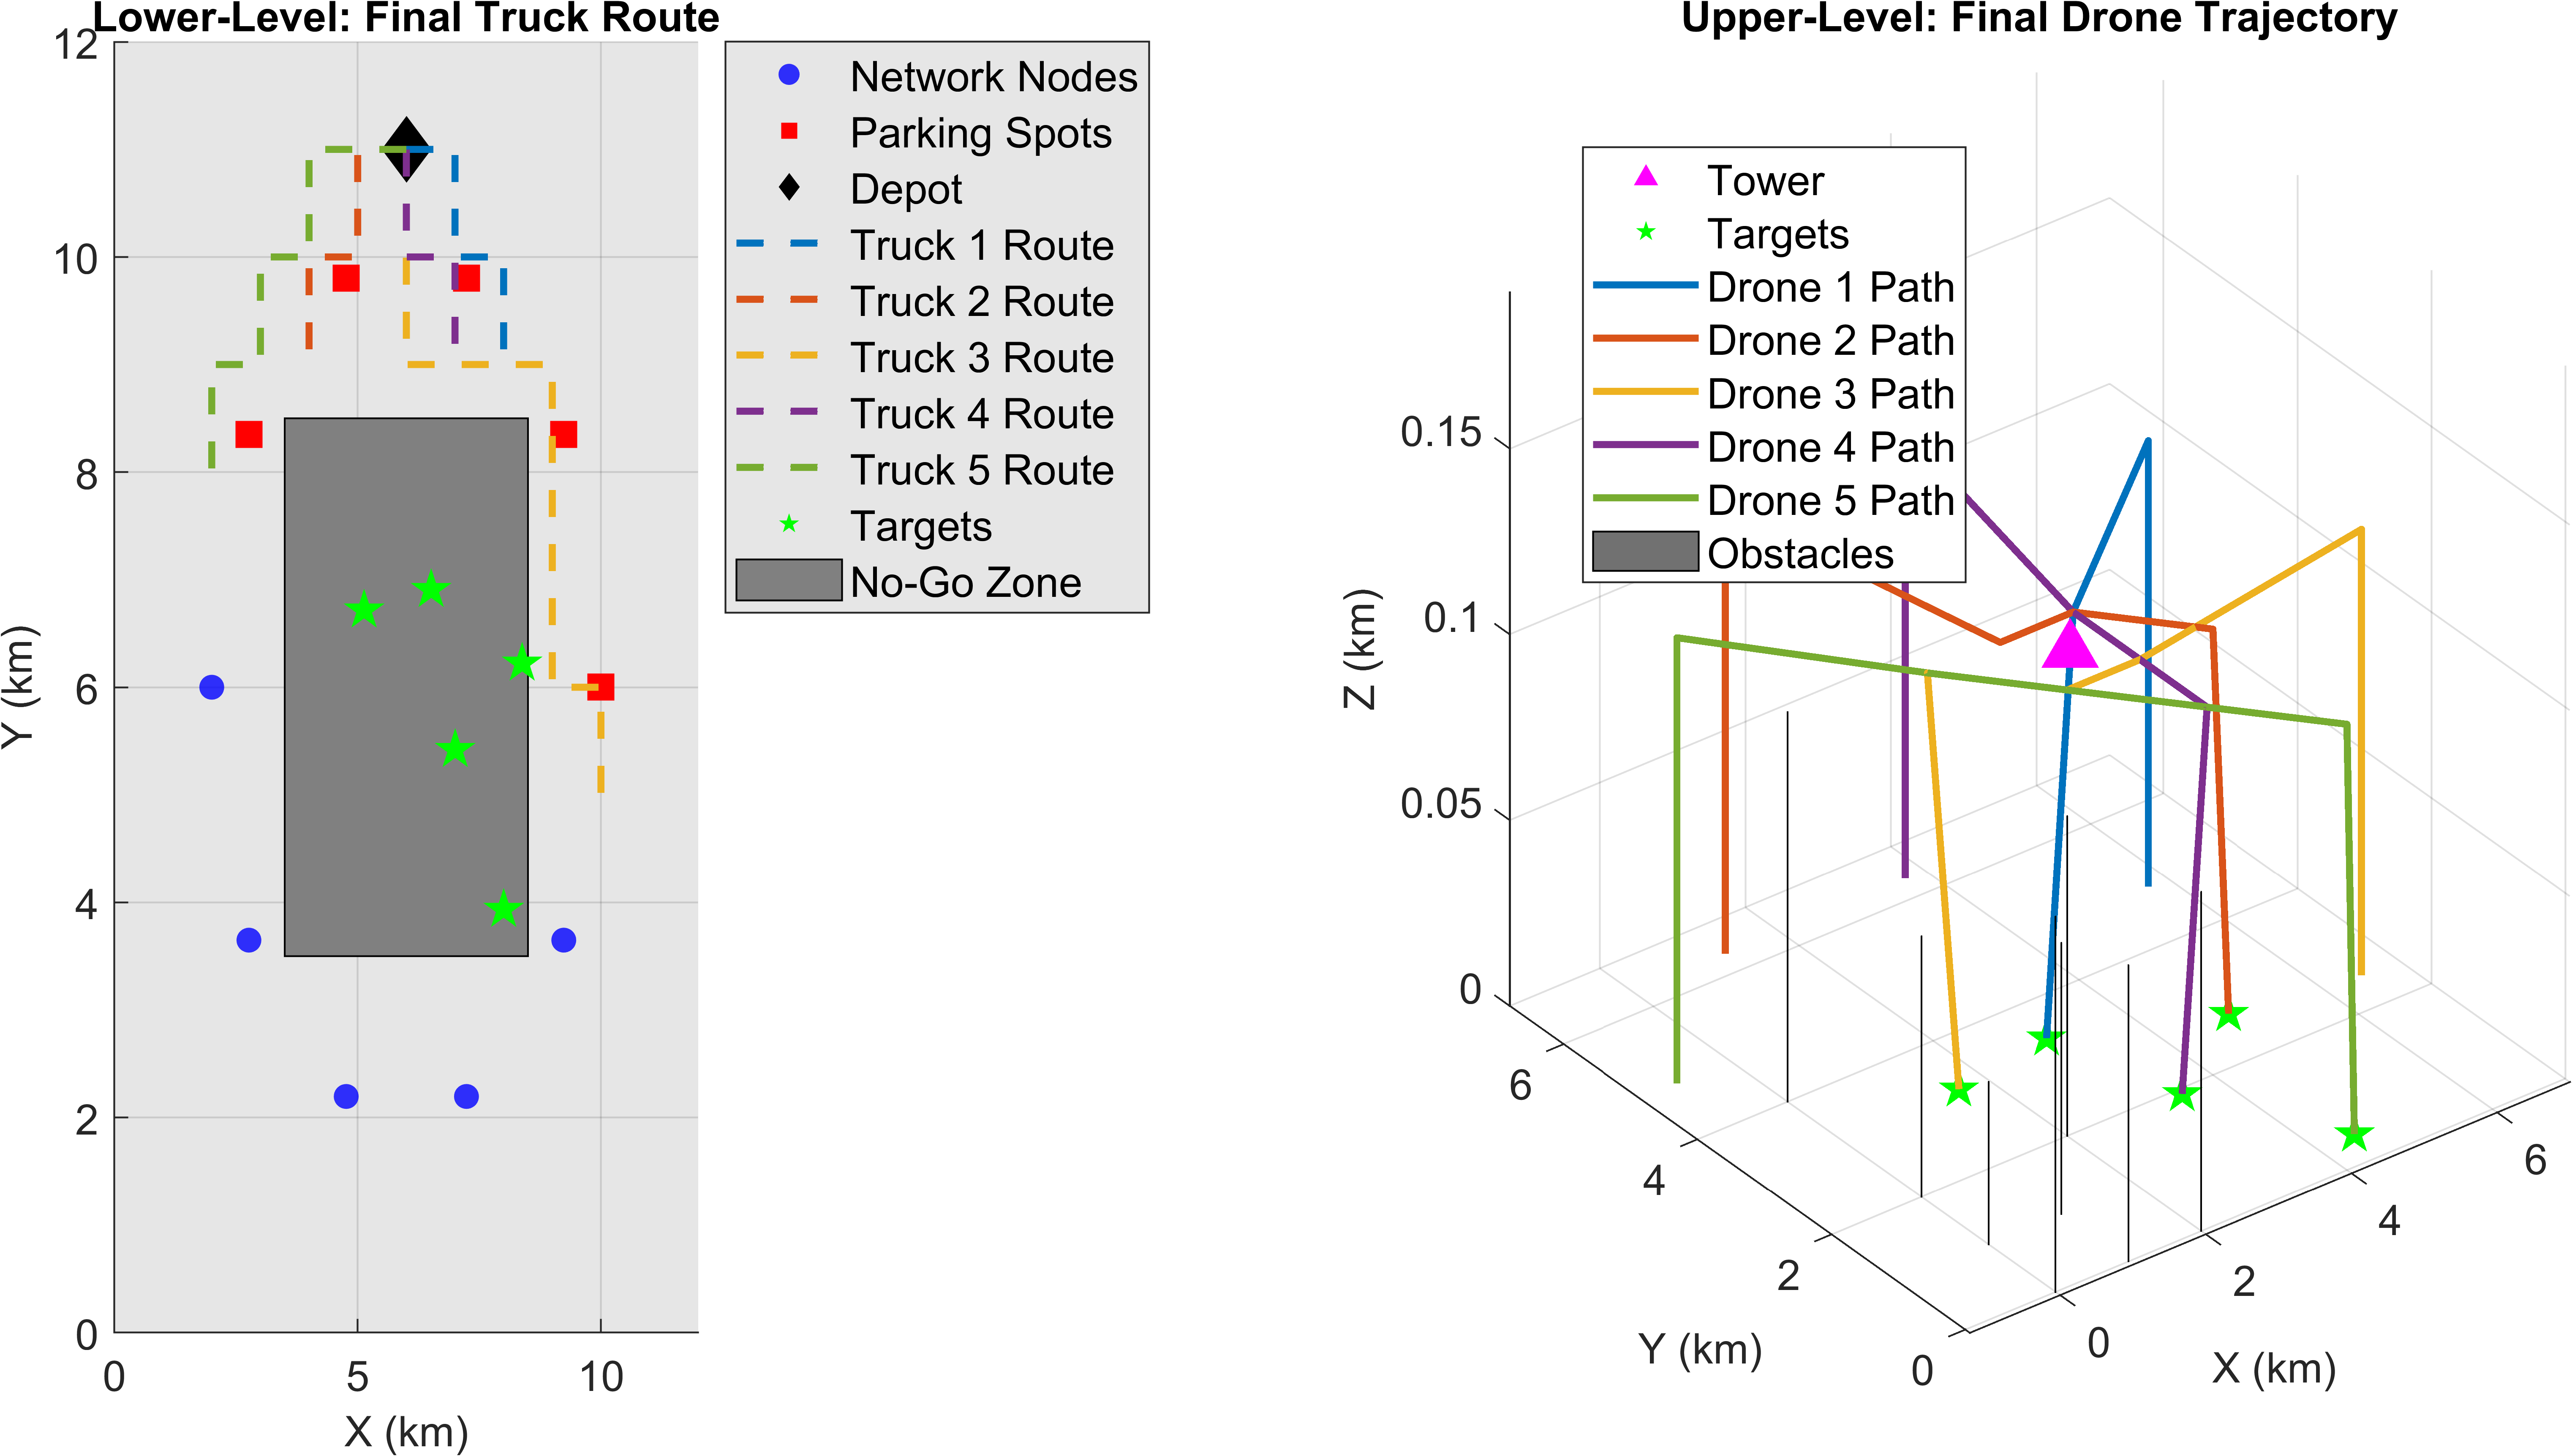 Lower-Level: Final Truck Route
12
10
8
6
4
2
0
0
5
10
X (km)
Y (km)
Network Nodes
Parking Spots
Depot
Truck 1 Route
Truck 2 Route
Truck 3 Route
Truck 4 Route
Truck 5 Route
Targets
No-Go Zone
Upper-Level: Final Drone Trajectory
Tower
Targets
Drone 1 Path
Drone 2 Path
Drone 3 Path
Drone 4 Path
Drone 5 Path
Obstacles
0.15
0.1
0.05
0
Z (km)
6
4
2
0
Y (km)
0
2
4
6
X (km)